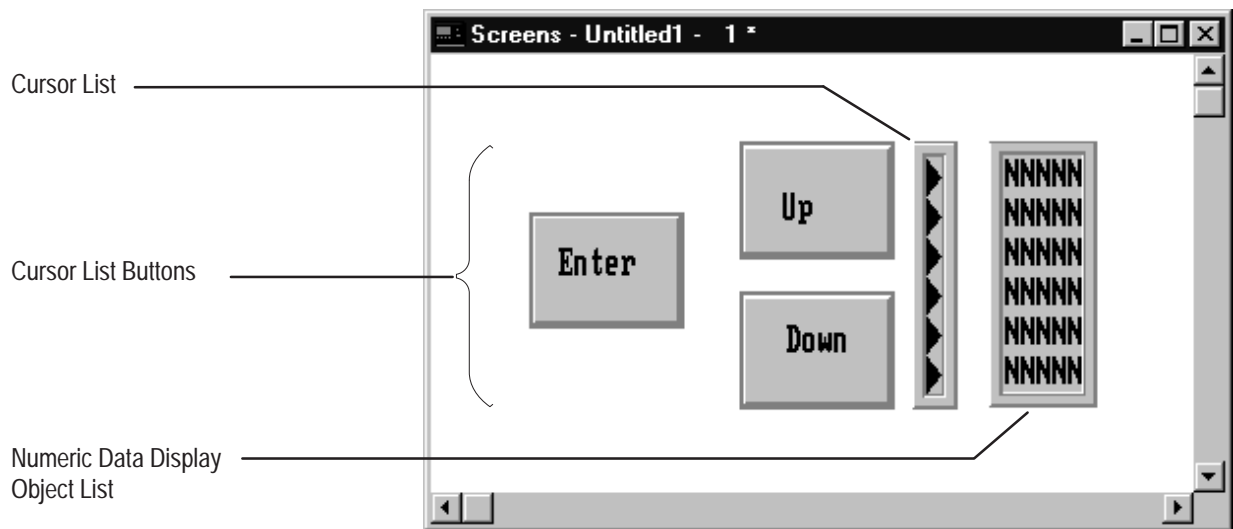 Screens - Untitled1 - 1 *
Cursor List
Up
NNNNN
NNNNN
NNNNN
NNNNN
NNNNN
NNNNN
Cursor List Buttons
Enter
Down
Numeric Data Display
Object List